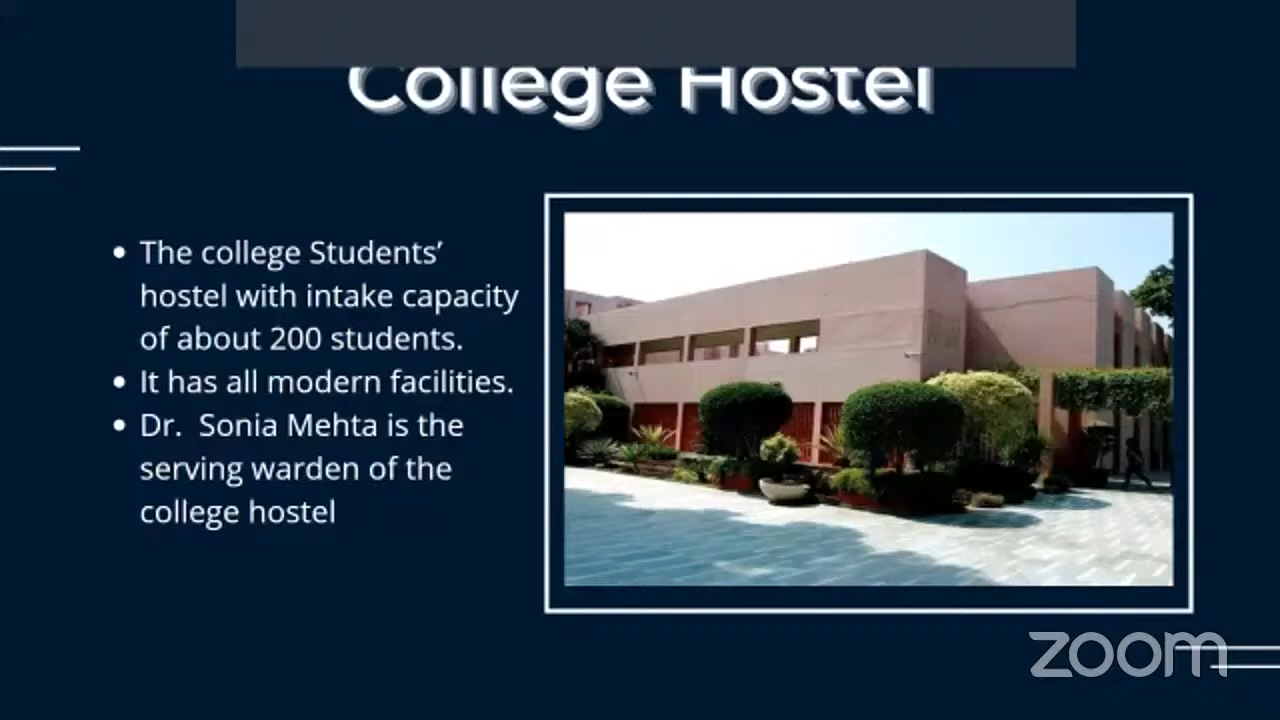 College Hostel
• The college Students’
hostel with intake capacity
of about 200 students.
• It has all modern facilities.
• Dr.  Sonia Mehta is the
serving warden of the
college hostel
zoom